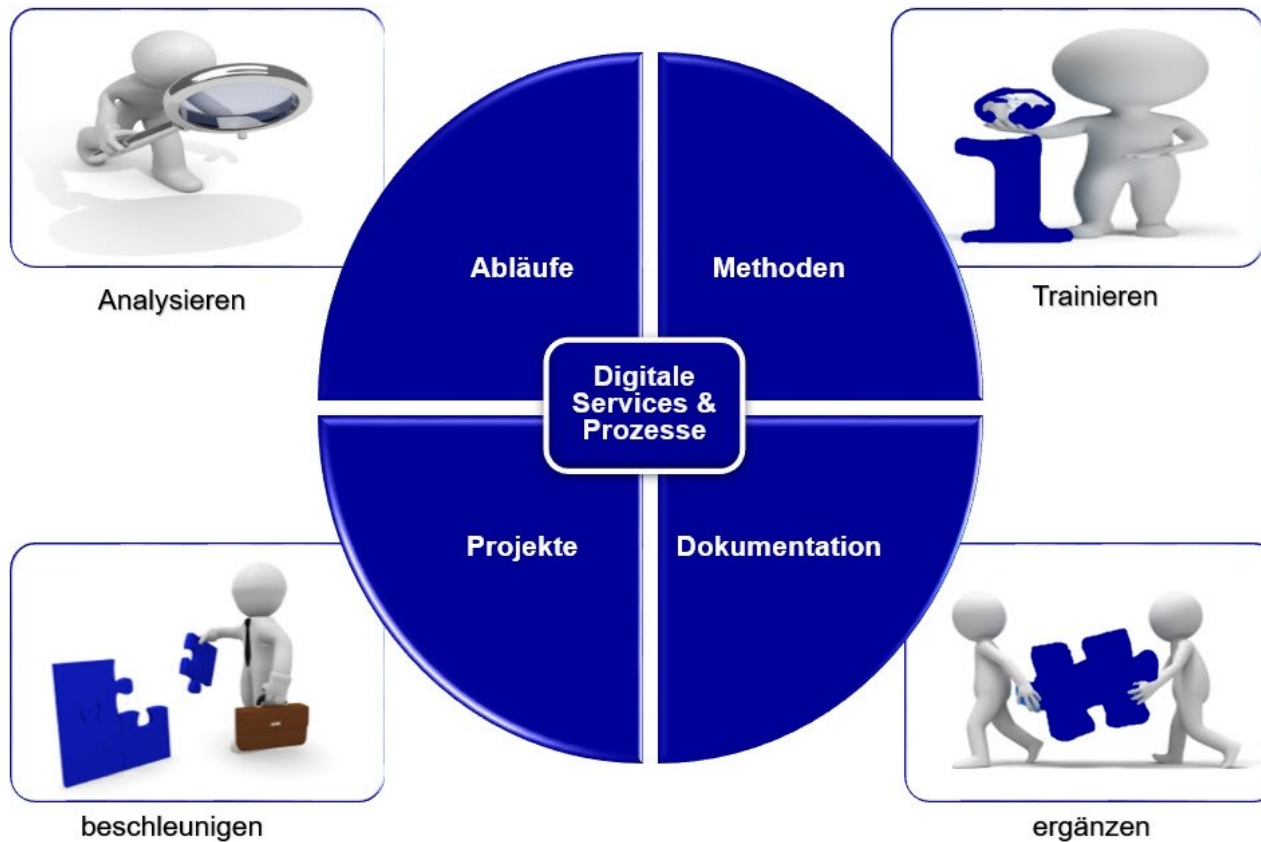 Abläufe
Methoden
Analysieren
Trainieren
Digitale
Services &
Prozesse
Projekte
Dokumentation
beschleunigen
ergänzen